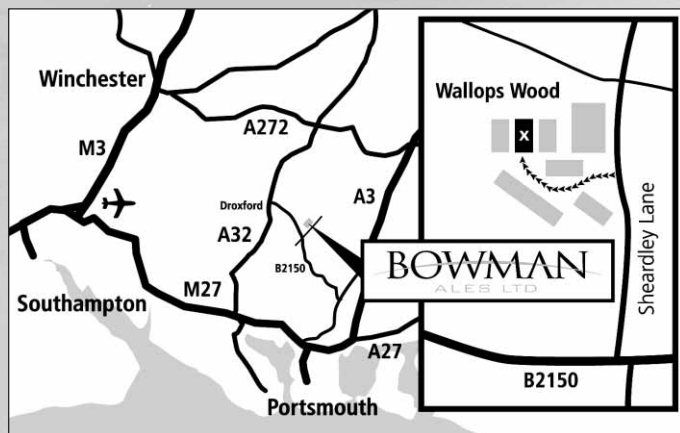 Winchester
M3
A272
Droxford
A32
A3
B2150
M27
Southampton
A27
Portsmouth
BOWMAN
ALES LTD
Wallops Wood
X
Sheardley Lane
B2150